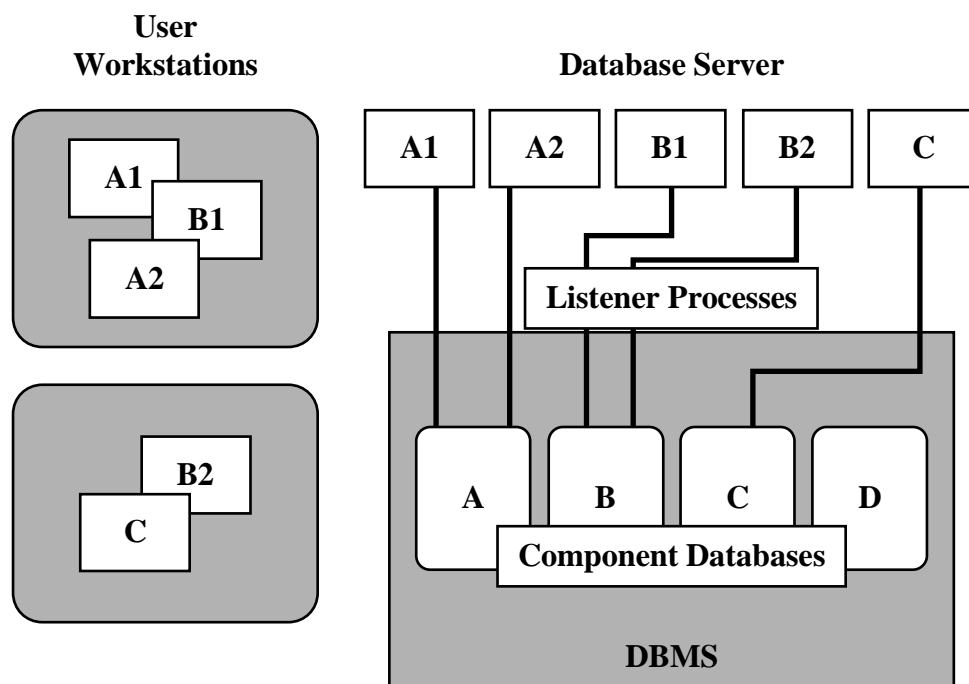 User
Workstations
Database Server
A1
B1
A2
B2
C
A1
A2
B1
B2
C
Listener Processes
A
B
C
D
Component Databases
DBMS